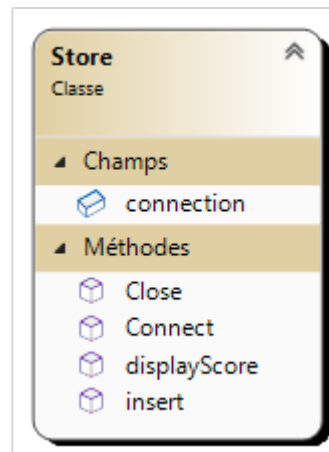 Store
Classe
Champs
connection
Méthodes
Close
Connect
displayScore
insert